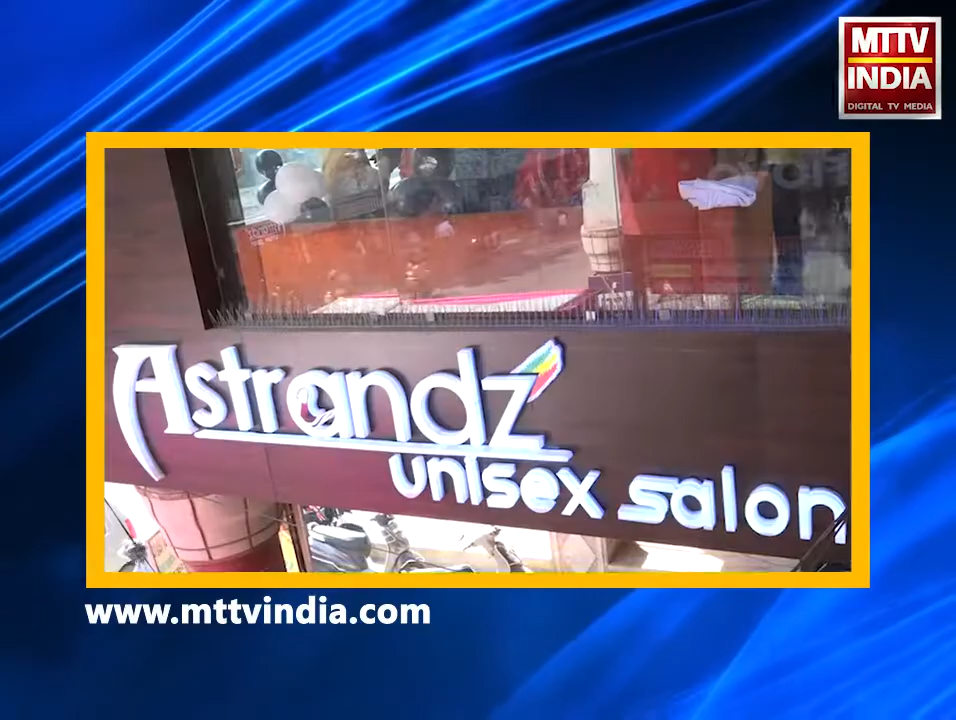 MTTV
INDIA
DIGITAL TV MEDIA
Astrandz
unisex salon
www.mttvindia.com